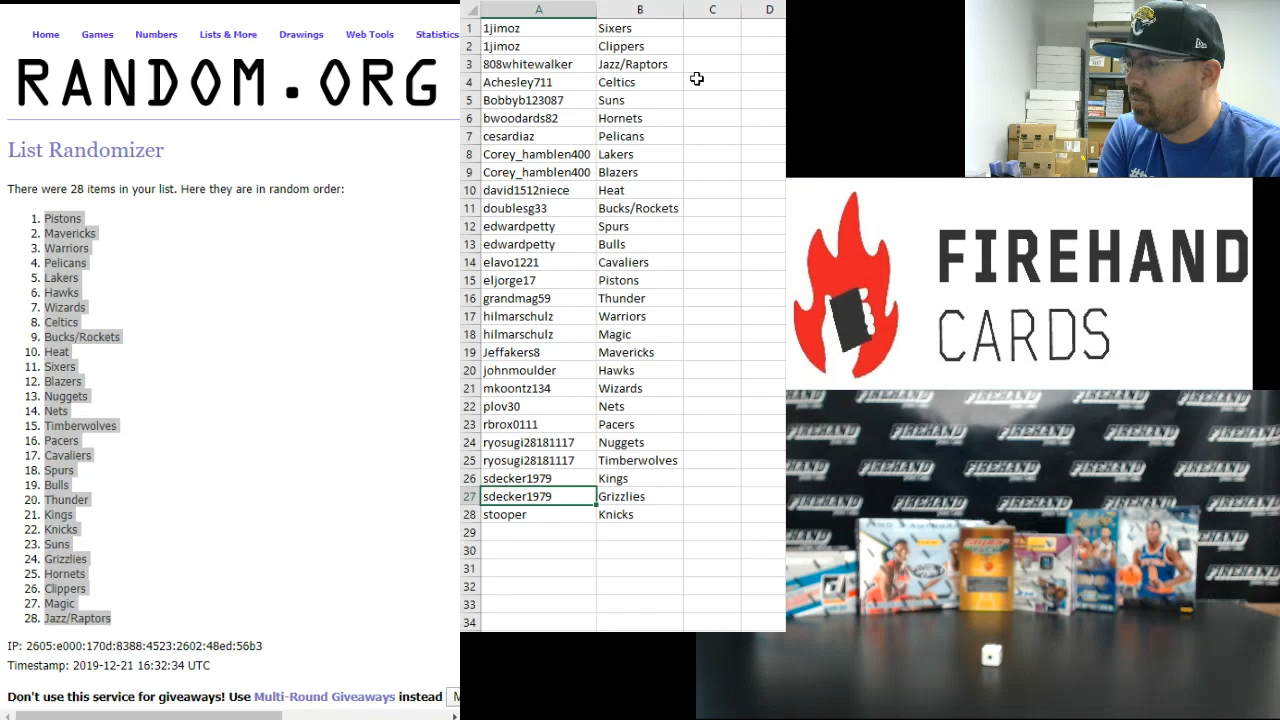 Home Games Numbers Lists & More Drawings Web Tools Statistics
RANDOM.ORG
List Randomizer
There were 28 items in your list. Here they are in random order:
1. Pistons
2. Mavericks
3. Warriors
4. Pelicans
5. Lakers
6. Hawks
7. Wizards
8. Celtics
9. Bucks/Rockets
10. Heat
11. Sixers
12. Blazers
13. Nuggets
14. Nets
15. Timberwolves
16. Pacers
17. Cavaliers
18. Spurs
19. Bulls
20. Thunder
21. Kings
22. Knicks
23. Suns
24. Grizzlies
25. Hornets
26. Clippers
27. Magic
28. Jazz/Raptors
IP: 2605:e000:170d:8388:4523:2602:48ed:56b3
Timestamp: 2019-12-21 16:32:34 UTC
Don't use this service for giveaways! Use Multi-Round Giveaways instead
A B C D
1 1jimoz Sixers
2 1jimoz Clippers
3 808whitewalker Jazz/Raptors
4 Achesley711 Celtics
5 Bobbyb123087 Suns
6 bwoodards82 Hornets
7 cesardiaz Pelicans
8 Corey_hamblen400 Lakers
9 Corey_hamblen400 Blazers
10 david1512niece Heat
11 doublesg33 Bucks/Rockets
12 edwardpetty Spurs
13 edwardpetty Bulls
14 elavo1221 Cavaliers
15 eljorge17 Pistons
16 grandmag59 Thunder
17 hilmarschulz Warriors
18 hilmarschulz Magic
19 Jeffakers8 Mavericks
20 johnmoulder Hawks
21 mkoontz134 Wizards
22 plov30 Nets
23 rbrox0111 Pacers
24 ryosugi28181117 Nuggets
25 ryosugi28181117 Timberwolves
26 sdecker1979 Kings
27 sdecker1979 Grizzlies
28 stooper Knicks
29
30
31
32
33
34
FIREHAND
CARDS
FIREHAND FIREHAND FIREHAND